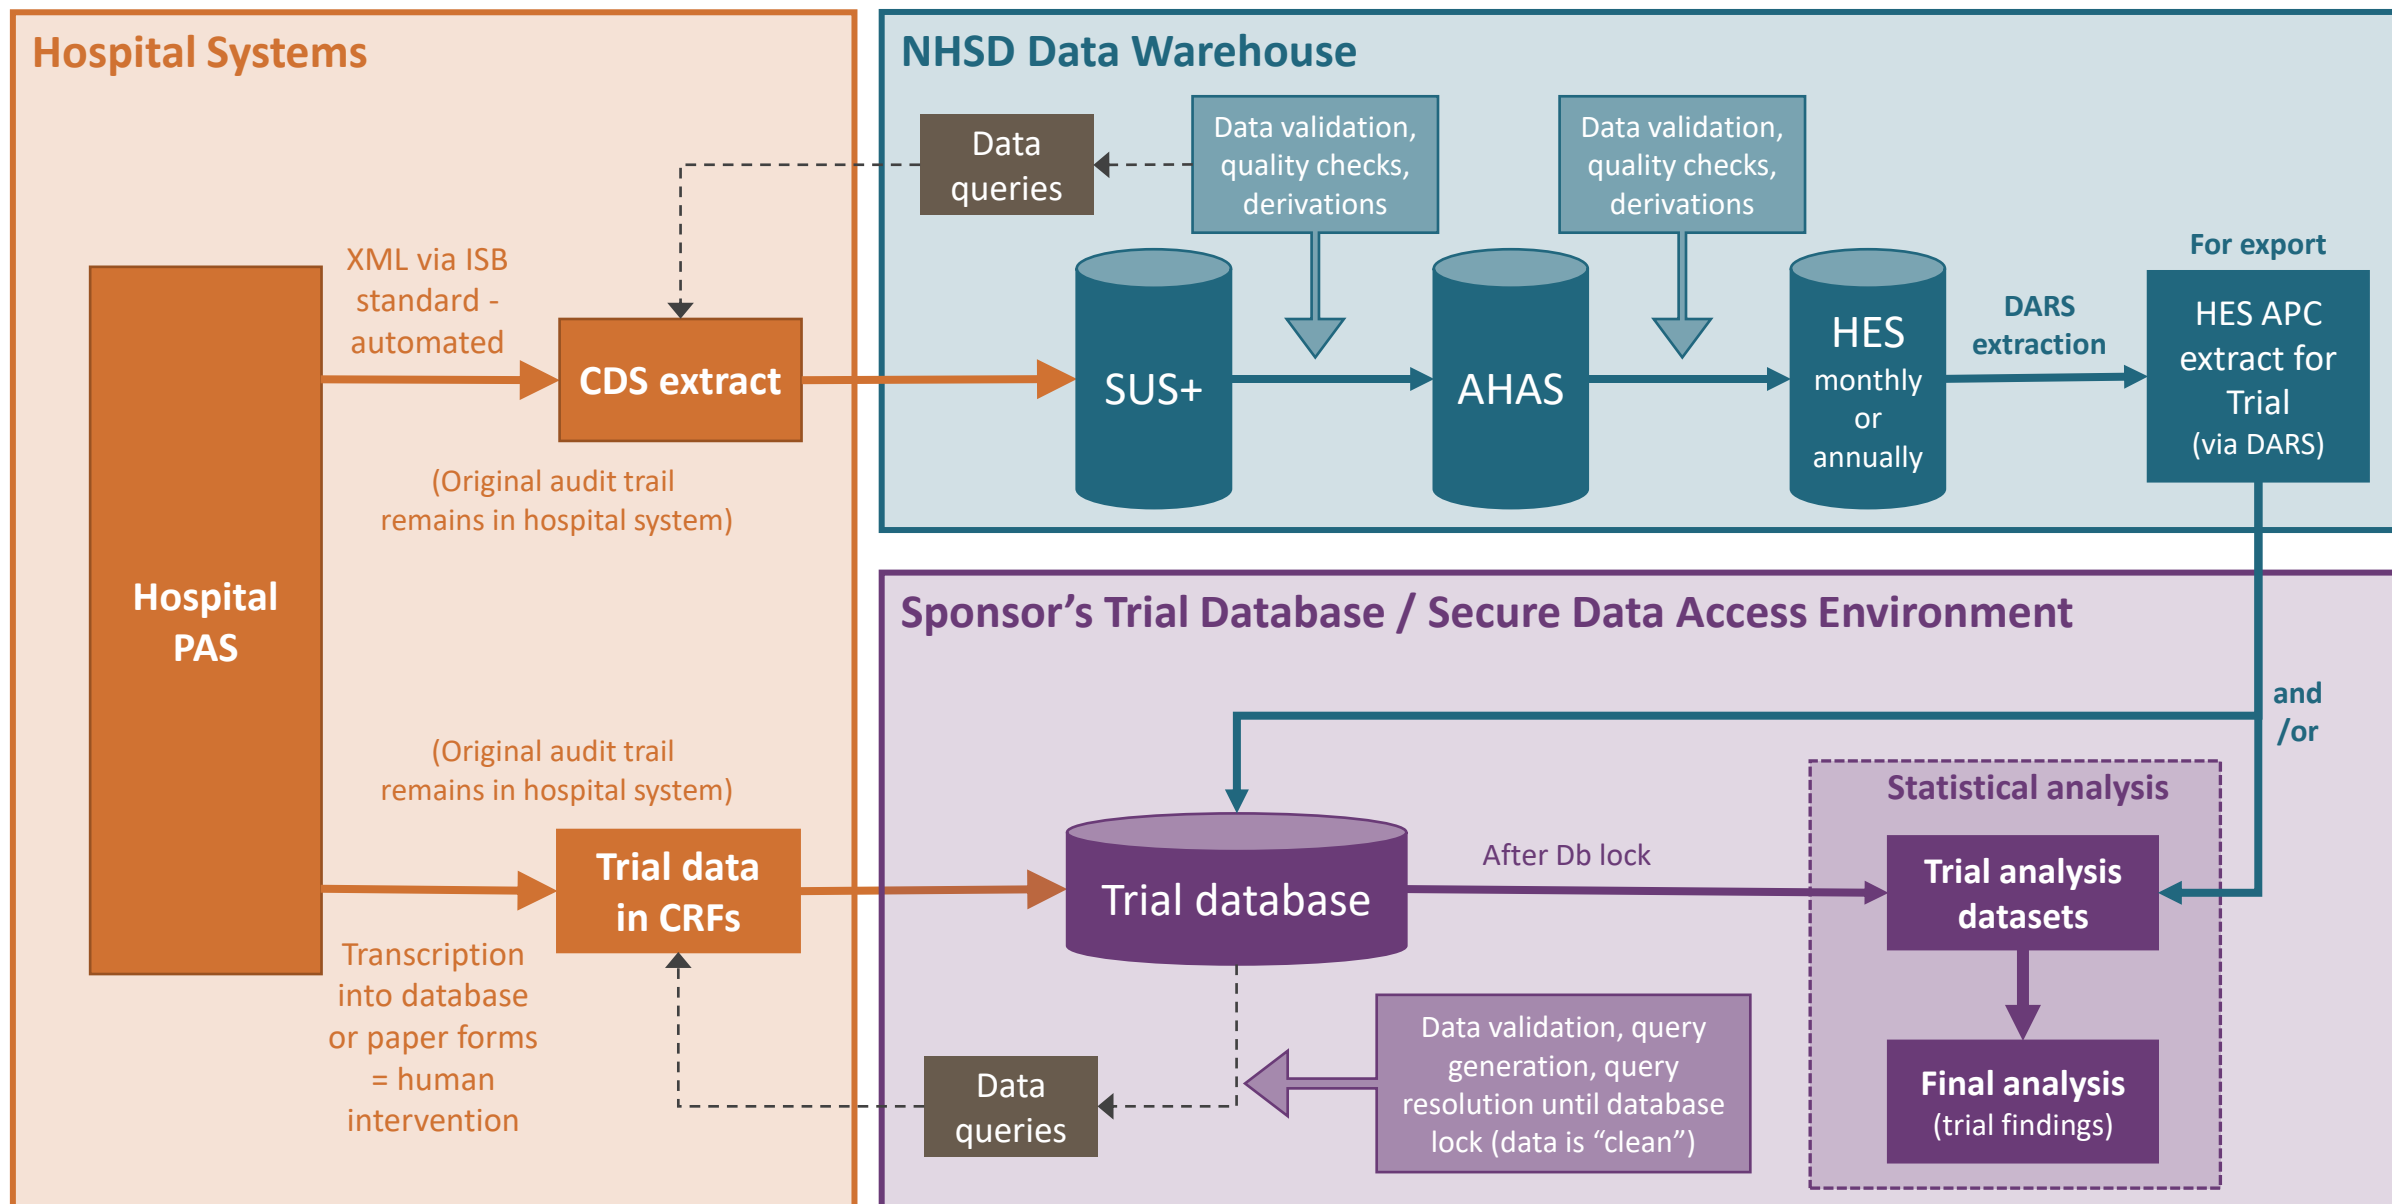 Hospital Systems
XML via ISB
standard -
automated
CDS extract
(Original audit trail
remains in hospital system)
Hospital
PAS
(Original audit trail
remains in hospital system)
Trial data
in CRFs
Transcription
into database
or paper forms
= human
intervention
NHSD Data Warehouse
Data
queries
Data validation,
quality checks,
derivations
Data validation,
quality checks,
derivations
SUS+
AHAS
HES
monthly
or
annually
DARS
extraction
For export
HES APC
extract for
Trial
(via DARS)
Sponsor’s Trial Database / Secure Data Access Environment
and
/or
Trial database
After Db lock
Statistical analysis
Trial analysis
datasets
Final analysis
(trial findings)
Data
queries
Data validation, query
generation, query
resolution until database
lock (data is “clean”)